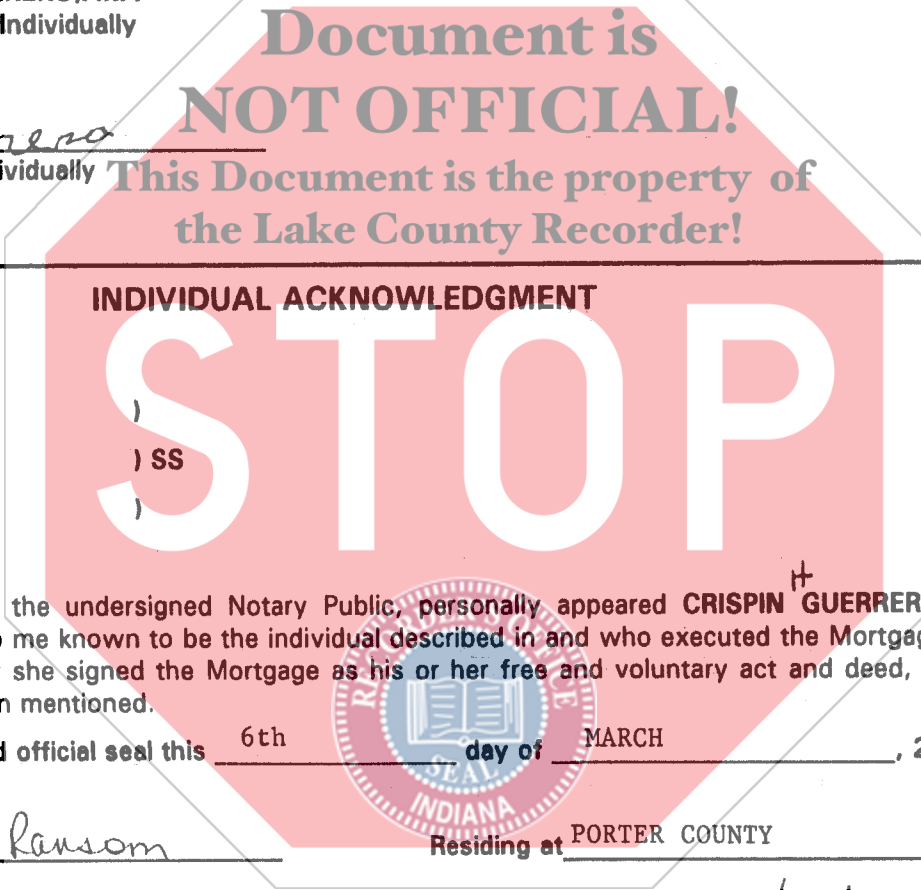 Individually
Document is
NOT OFFICIAL!
ividually
This Document is the property of
the Lake County Recorder!
INDIVIDUAL ACKNOWLEDGMENT
STOP
)
) SS
)
H
the undersigned Notary Public, personally appeared CRISPIN GUERRER
o me known to be the individual described in and who executed the Mortgag
she signed the Mortgage as his or her free and voluntary act and deed,
n mentioned.
d official seal this 6th day of MARCH , 2
RECORDER'S OFFICE
SEAL
INDIANA
Ransom
Residing at PORTER COUNTY